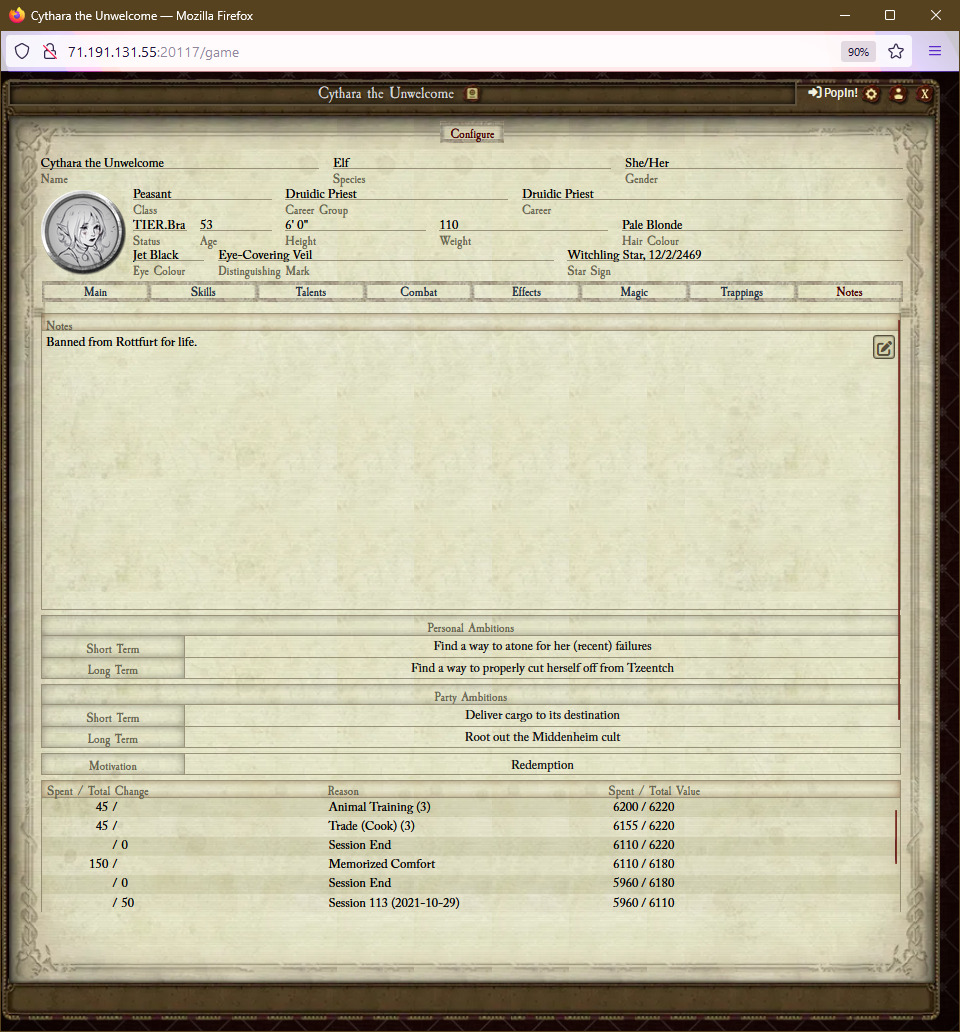 Cythara the Unwelcome — Mozilla Firefox
71.191.131.55:20117/game 90%
Cythara the Unwelcome PopIn! X
Configure
Cythara the Unwelcome Elf She/Her
Name Species Gender
Peasant Druidic Priest Druidic Priest
Class Career Group Career
TIER.Bra 53 6' 0" 110 Pale Blonde
Status Age Height Weight Hair Colour
Jet Black Eye-Covering Veil Witchling Star, 12/2/2469
Eye Colour Distinguishing Mark Star Sign
Main Skills Talents Combat Effects Magic Trappings Notes
Notes
Banned from Rottfurt for life.
Personal Ambitions
Short Term Find a way to atone for her (recent) failures
Long Term Find a way to properly cut herself off from Tzeentch
Party Ambitions
Short Term Deliver cargo to its destination
Long Term Root out the Middenheim cult
Motivation Redemption
Spent / Total Change Reason Spent / Total Value
45 / Animal Training (3) 6200 / 6220
45 / Trade (Cook) (3) 6155 / 6220
/ 0 Session End 6110 / 6220
150 / Memorized Comfort 6110 / 6180
/ 0 Session End 5960 / 6180
/ 50 Session 113 (2021-10-29) 5960 / 6110